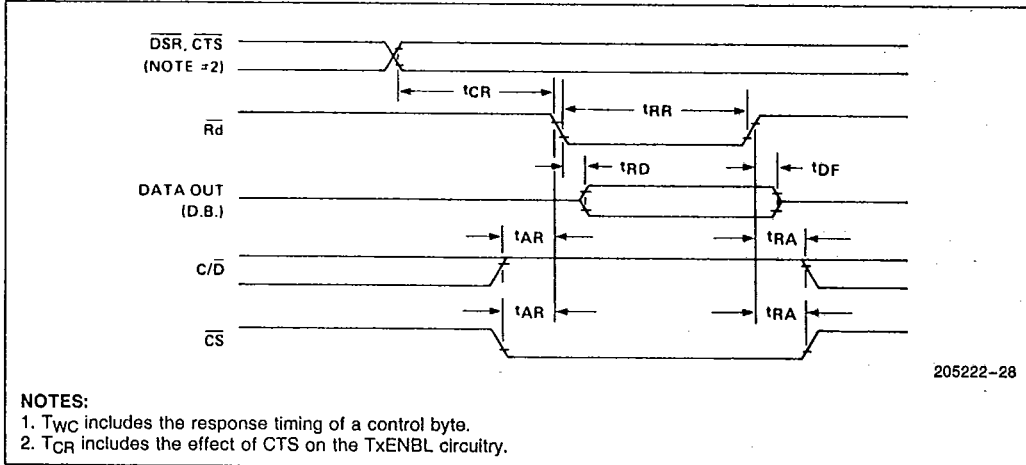 DSR, CTS
(NOTE #2)
tCR
tRR
Rd
tRD
tDF
DATA OUT
(D.B.)
tAR
tRA
C/D
tAR
tRA
CS
205222-28
NOTES:
1. TWC includes the response timing of a control byte.
2. TCR includes the effect of CTS on the TxENBL circuitry.